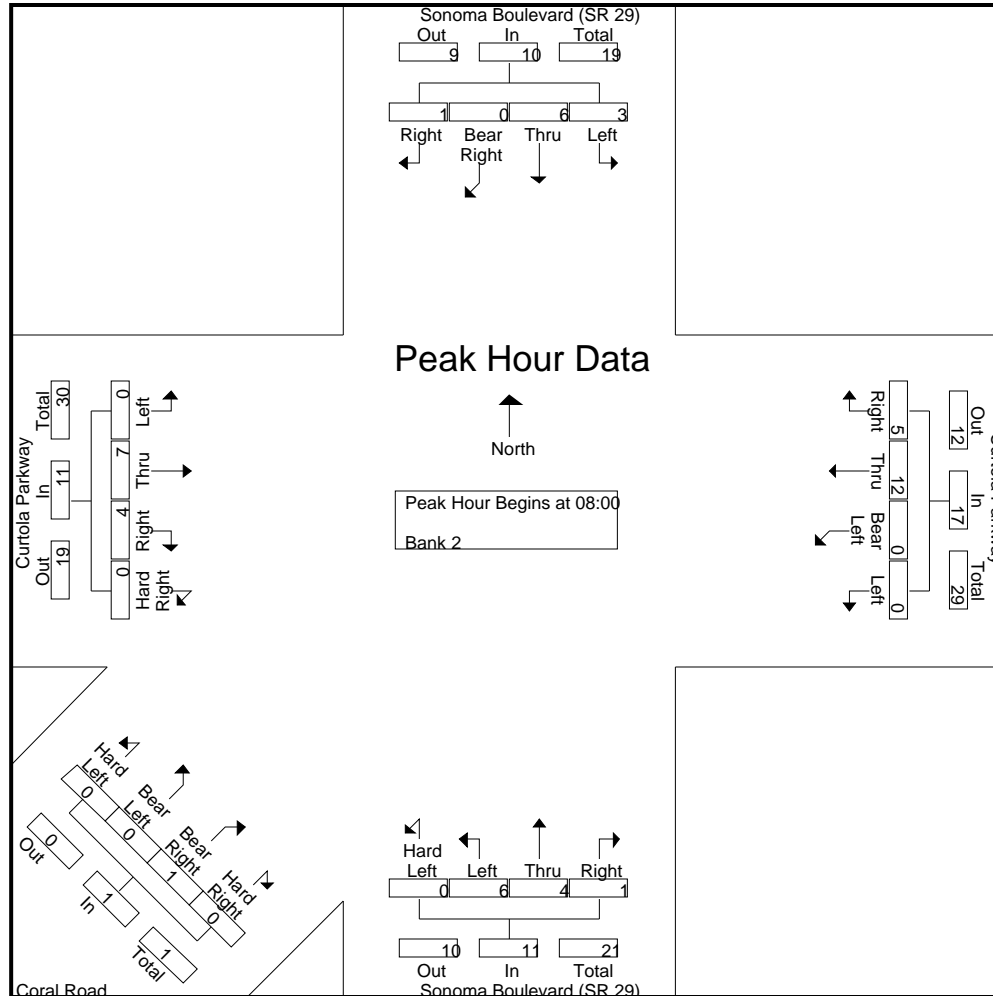 Sonoma Boulevard (SR 29)
Out In Total
9 10 19
1 0 6 3
Right Bear Right Thru Left
Peak Hour Data
North
Peak Hour Begins at 08:00
Bank 2
Curtola Parkway
Total In Out
30 11 19
0 7 4 0
Left Thru Right Hard Right
Right Thru Bear Left Left
5 12 0 0
Out In Total
12 17 29
Hard Left Bear Left Bear Right Hard Right
0 0 1 0
0 1 1
Out In Total
Coral Road
Hard Left Left Thru Right
0 6 4 1
10 11 21
Out In Total
Sonoma Boulevard (SR 29)